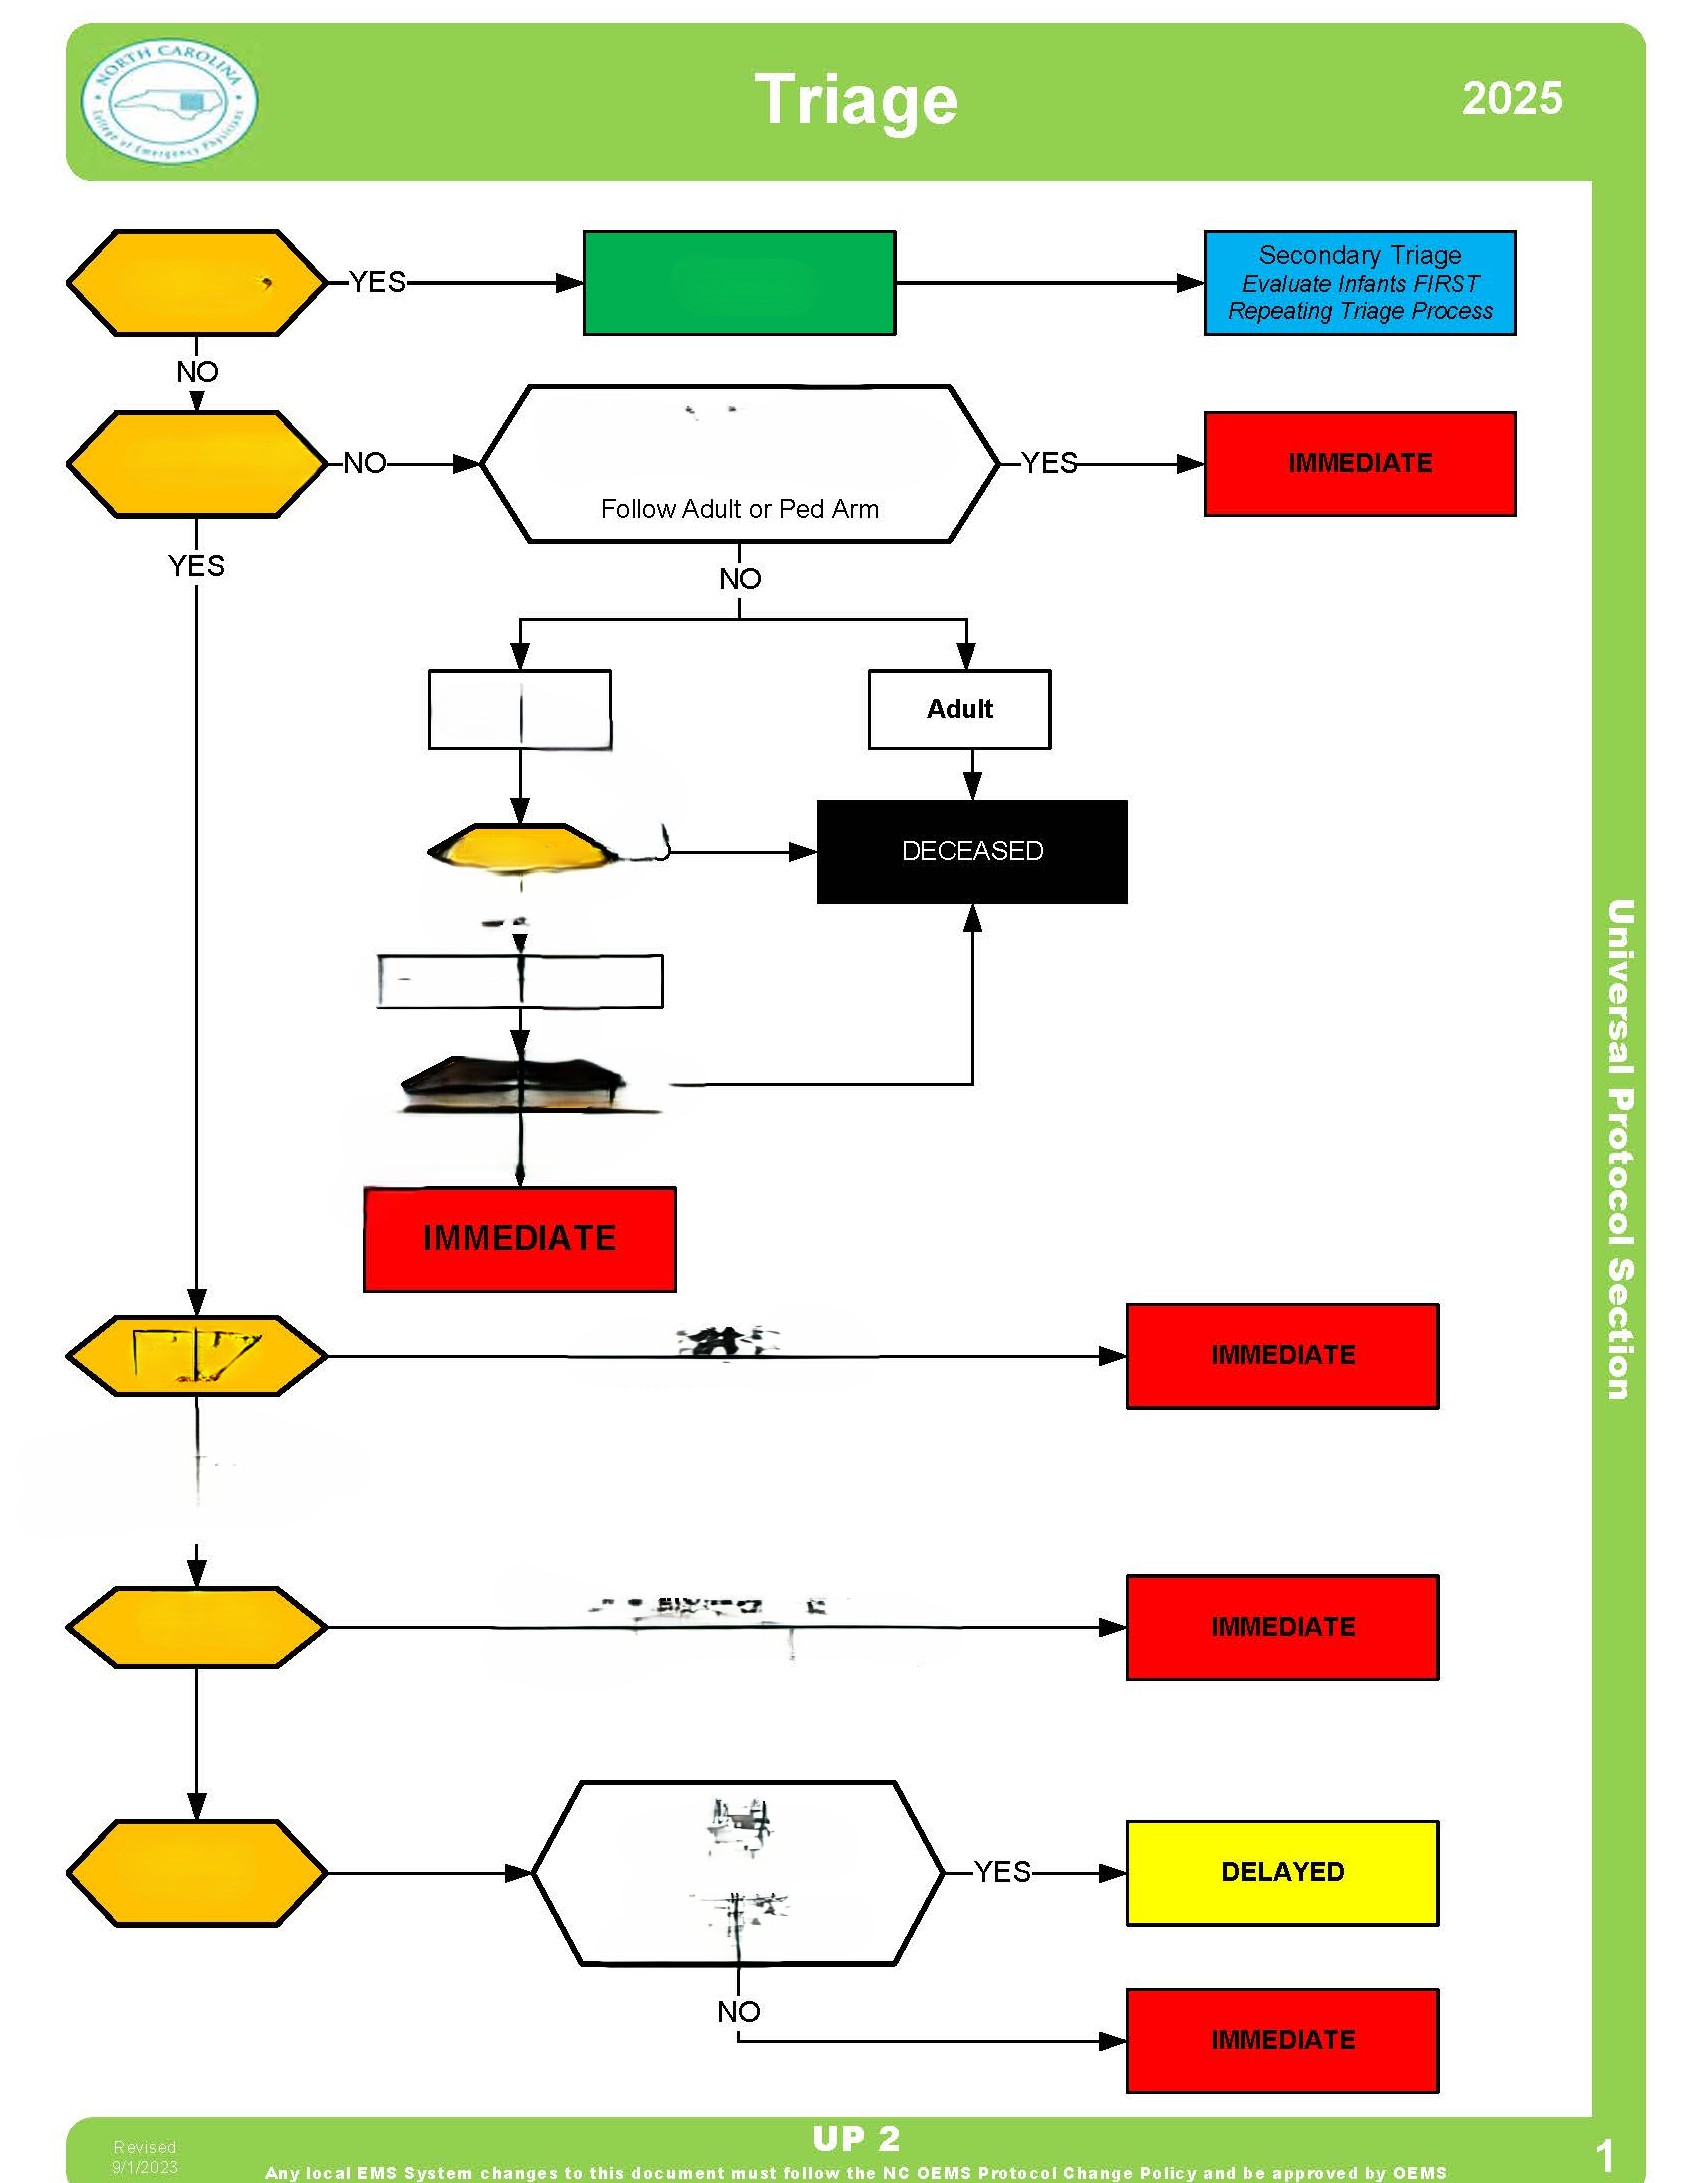 NORTH CAROLINA
College of Emergency Physicians
Triage
2025
YES
Secondary Triage
Evaluate Infants FIRST
Repeating Triage Process
NO
NO
Follow Adult or Ped Arm
YES
IMMEDIATE
YES
NO
Adult
DECEASED
IMMEDIATE
IMMEDIATE
IMMEDIATE
YES
DELAYED
NO
IMMEDIATE
Universal Protocol Section
Revised
9/1/2023
UP 2
Any local EMS System changes to this document must follow the NC OEMS Protocol Change Policy and be approved by OEMS
1